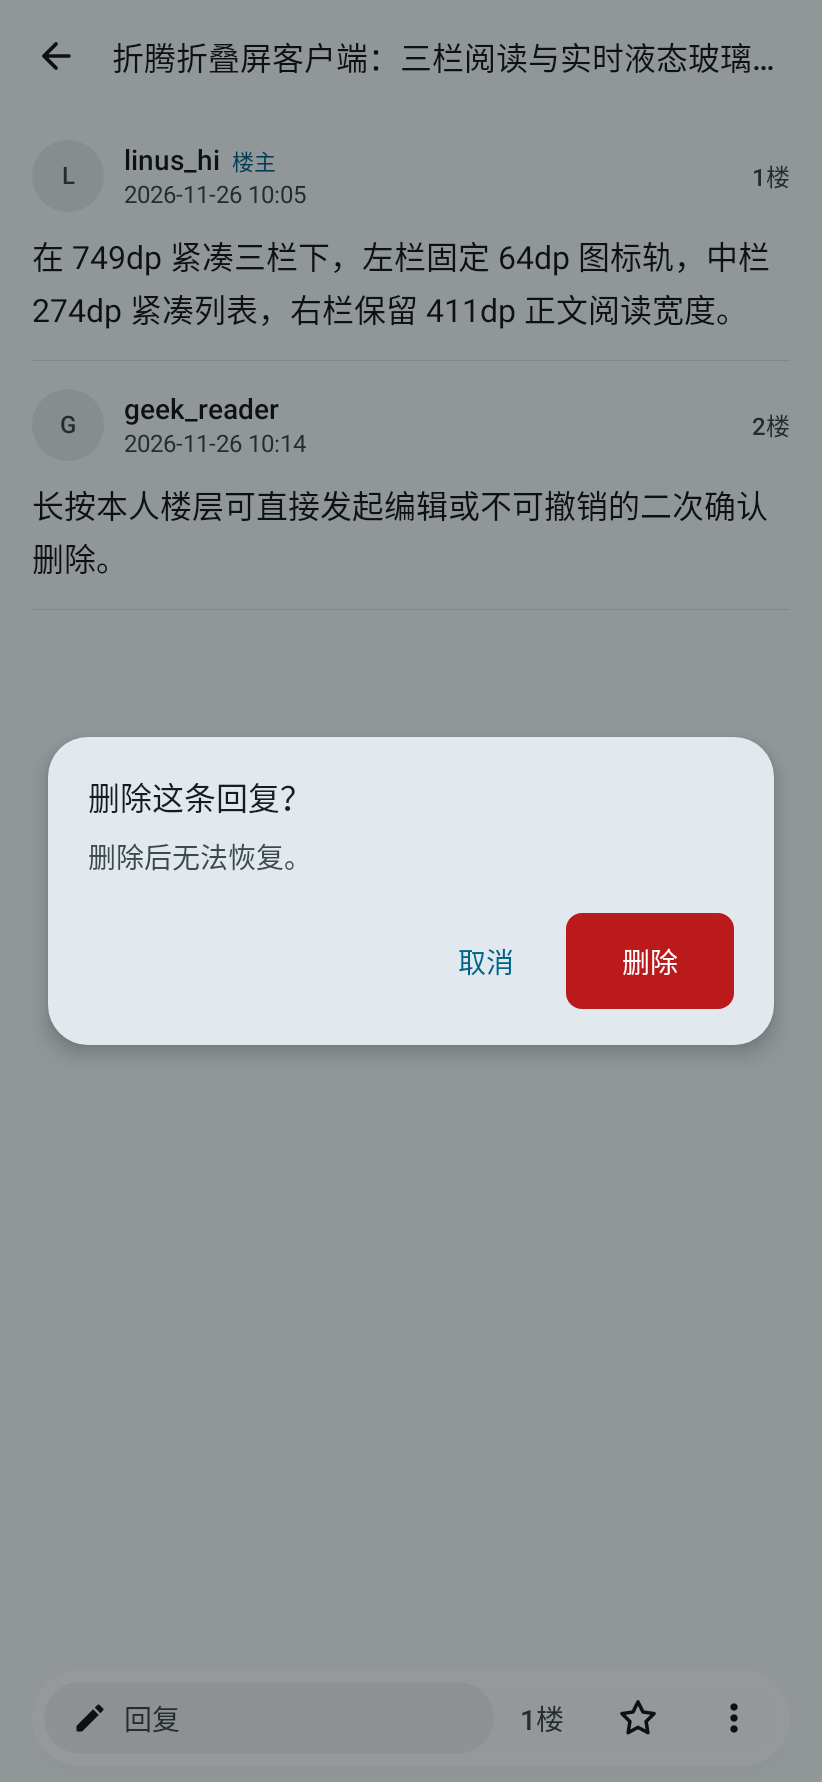 折腾折叠屏客户端：三栏阅读与实时液态玻璃...
L
linus_hi 楼主
2026-11-26 10:05
1楼
在 749dp 紧凑三栏下，左栏固定 64dp 图标轨，中栏
274dp 紧凑列表，右栏保留 411dp 正文阅读宽度。
G
geek_reader
2026-11-26 10:14
2楼
长按本人楼层可直接发起编辑或不可撤销的二次确认
删除。
删除这条回复？
删除后无法恢复。
取消
删除
回复
1楼